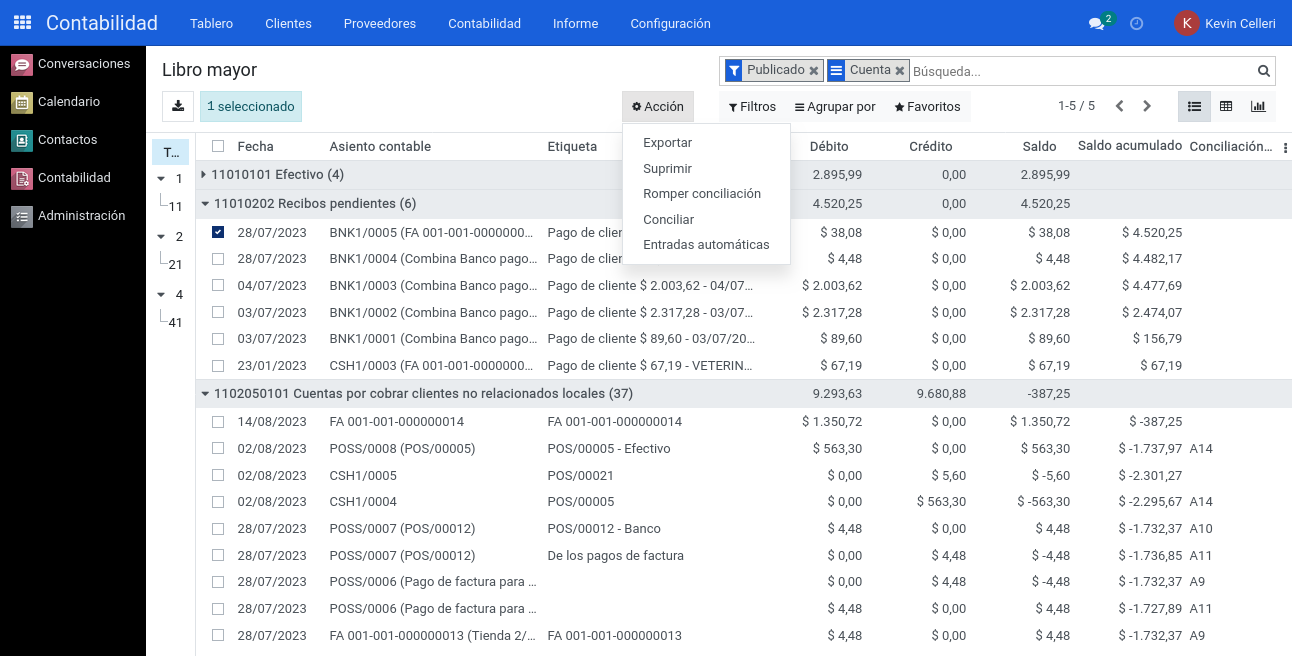 Contabilidad Tablero Clientes Proveedores Contabilidad Informe Configuración 2 K Kevin Celleri
Conversaciones
Calendario
Contactos
Contabilidad
Administración
Libro mayor Publicado Cuenta Búsqueda...
1 seleccionado Acción Filtros Agrupar por Favoritos 1-5 / 5
Exportar
Suprimir
Romper conciliación
Conciliar
Entradas automáticas
T...
1
11
2
21
4
41
Fecha Asiento contable Etiqueta Débito Crédito Saldo Saldo acumulado Conciliación...
11010101 Efectivo (4) 2.895,99 0,00 2.895,99
11010202 Recibos pendientes (6) 4.520,25 0,00 4.520,25
28/07/2023 BNK1/0005 (FA 001-001-0000000... Pago de clien $ 38,08 $ 0,00 $ 38,08 $ 4.520,25
28/07/2023 BNK1/0004 (Combina Banco pago... Pago de clien $ 4,48 $ 0,00 $ 4,48 $ 4.482,17
04/07/2023 BNK1/0003 (Combina Banco pago... Pago de cliente $ 2.003,62 - 04/07... $ 2.003,62 $ 0,00 $ 2.003,62 $ 4.477,69
03/07/2023 BNK1/0002 (Combina Banco pago... Pago de cliente $ 2.317,28 - 03/07... $ 2.317,28 $ 0,00 $ 2.317,28 $ 2.474,07
03/07/2023 BNK1/0001 (Combina Banco pago... Pago de cliente $ 89,60 - 03/07/20... $ 89,60 $ 0,00 $ 89,60 $ 156,79
23/01/2023 CSH1/0003 (FA 001-001-0000000... Pago de cliente $ 67,19 - VETERIN... $ 67,19 $ 0,00 $ 67,19 $ 67,19
1102050101 Cuentas por cobrar clientes no relacionados locales (37) 9.293,63 9.680,88 -387,25
14/08/2023 FA 001-001-000000014 FA 001-001-000000014 $ 1.350,72 $ 0,00 $ 1.350,72 $ -387,25
02/08/2023 POSS/0008 (POS/00005) POS/00005 - Efectivo $ 563,30 $ 0,00 $ 563,30 $ -1.737,97 A14
02/08/2023 CSH1/0005 POS/00021 $ 0,00 $ 5,60 $ -5,60 $ -2.301,27
02/08/2023 CSH1/0004 POS/00005 $ 0,00 $ 563,30 $ -563,30 $ -2.295,67 A14
28/07/2023 POSS/0007 (POS/00012) POS/00012 - Banco $ 4,48 $ 0,00 $ 4,48 $ -1.732,37 A10
28/07/2023 POSS/0007 (POS/00012) De los pagos de factura $ 0,00 $ 4,48 $ -4,48 $ -1.736,85 A11
28/07/2023 POSS/0006 (Pago de factura para ... $ 0,00 $ 4,48 $ -4,48 $ -1.732,37 A9
28/07/2023 POSS/0006 (Pago de factura para ... $ 4,48 $ 0,00 $ 4,48 $ -1.727,89 A11
28/07/2023 FA 001-001-000000013 (Tienda 2/... FA 001-001-000000013 $ 4,48 $ 0,00 $ 4,48 $ -1.732,37 A9